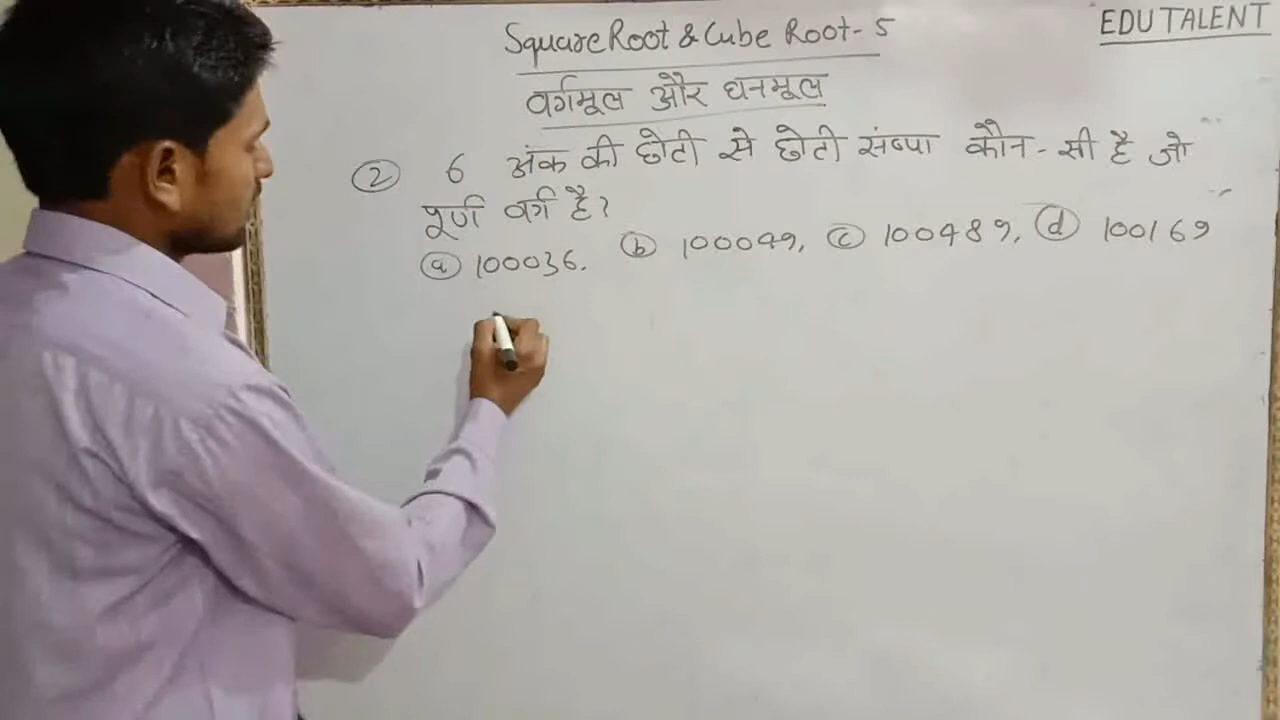 Square Root & Cube Root - 5
EDU TALENT
वर्गमूल और घनमूल
(2) 6 अंक की छोटी से छोटी संख्या कौन - सी है जो
पूर्ण वर्ग है?
(a) 100036. (b) 100049, (c) 100489, (d) 100169